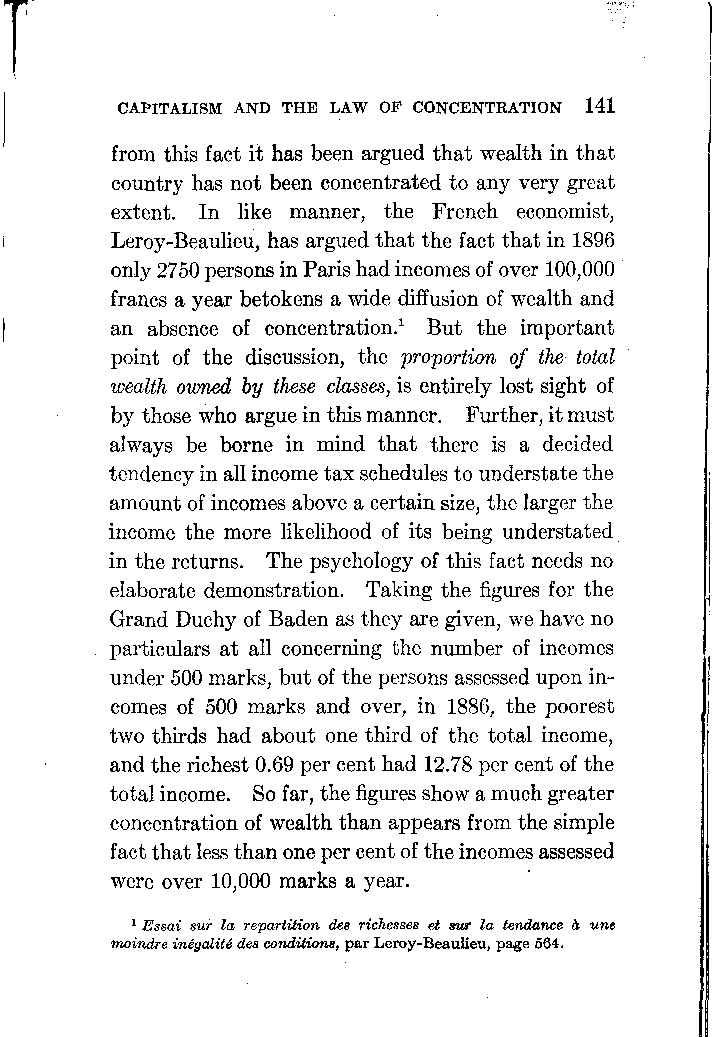 CAPITALISM AND THE LAW OF CONCENTRATION 141
from this fact it has been argued that wealth in that
country has not been concentrated to any very great
extent. In like manner, the French economist,
Leroy-Beaulieu, has argued that the fact that in 1896
only 2750 persons in Paris had incomes of over 100,000
francs a year betokens a wide diffusion of wealth and
an absence of concentration.¹ But the important
point of the discussion, the proportion of the total
wealth owned by these classes, is entirely lost sight of
by those who argue in this manner. Further, it must
always be borne in mind that there is a decided
tendency in all income tax schedules to understate the
amount of incomes above a certain size, the larger the
income the more likelihood of its being understated
in the returns. The psychology of this fact needs no
elaborate demonstration. Taking the figures for the
Grand Duchy of Baden as they are given, we have no
particulars at all concerning the number of incomes
under 500 marks, but of the persons assessed upon in-
comes of 500 marks and over, in 1886, the poorest
two thirds had about one third of the total income,
and the richest 0.69 per cent had 12.78 per cent of the
total income. So far, the figures show a much greater
concentration of wealth than appears from the simple
fact that less than one per cent of the incomes assessed
were over 10,000 marks a year.
¹ Essai sur la repartition des richesses et sur la tendance à une
moindre inégalité des conditions, par Leroy-Beaulieu, page 564.